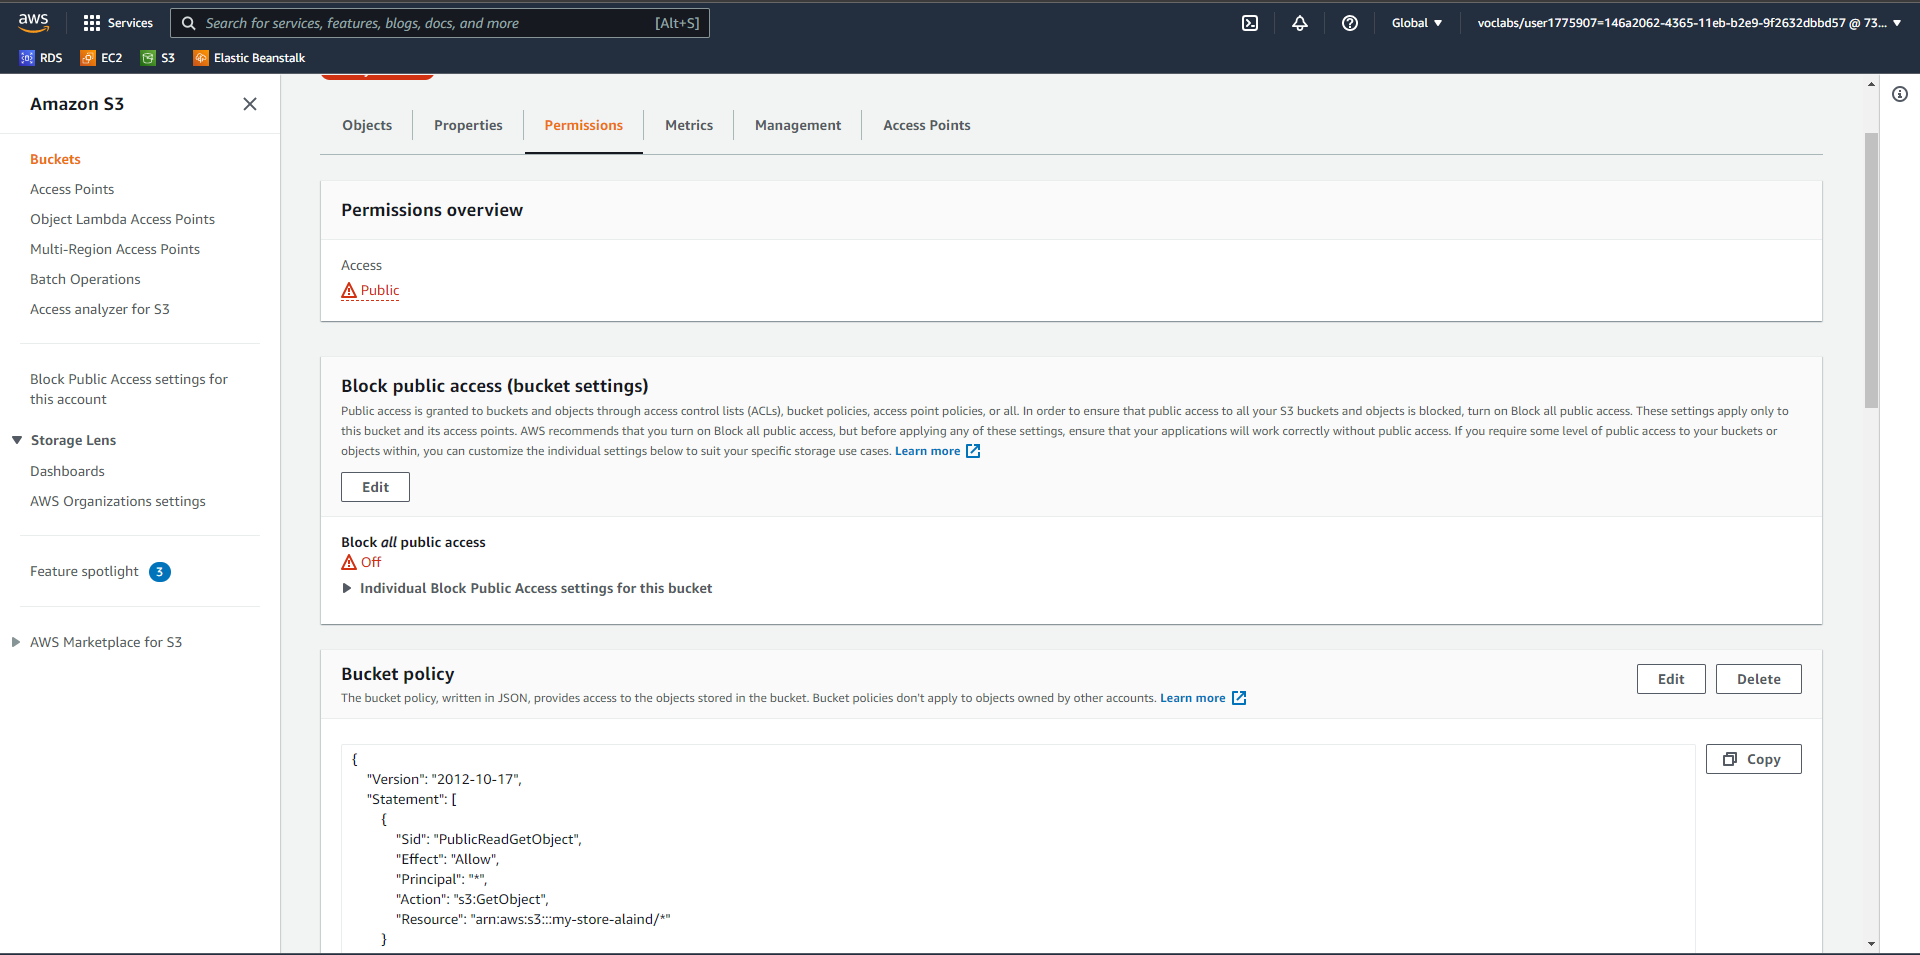 aws
Services
Search for services, features, blogs, docs, and more
[Alt+S]
Global
voclabs/user1775907=146a2062-4365-11eb-b2e9-9f2632dbbd57 @ 73...
RDS
EC2
S3
Elastic Beanstalk
Amazon S3
Buckets
Access Points
Object Lambda Access Points
Multi-Region Access Points
Batch Operations
Access analyzer for S3
Block Public Access settings for
this account
Storage Lens
Dashboards
AWS Organizations settings
Feature spotlight 3
AWS Marketplace for S3
Objects
Properties
Permissions
Metrics
Management
Access Points
Permissions overview
Access
Public
Block public access (bucket settings)
Public access is granted to buckets and objects through access control lists (ACLs), bucket policies, access point policies, or all. In order to ensure that public access to all your S3 buckets and objects is blocked, turn on Block all public access. These settings apply only to
this bucket and its access points. AWS recommends that you turn on Block all public access, but before applying any of these settings, ensure that your applications will work correctly without public access. If you require some level of public access to your buckets or
objects within, you can customize the individual settings below to suit your specific storage use cases. Learn more
Edit
Block all public access
Off
Individual Block Public Access settings for this bucket
Bucket policy
The bucket policy, written in JSON, provides access to the objects stored in the bucket. Bucket policies don't apply to objects owned by other accounts. Learn more
Edit
Delete
Copy
{
"Version": "2012-10-17",
"Statement": [
{
"Sid": "PublicReadGetObject",
"Effect": "Allow",
"Principal": "*",
"Action": "s3:GetObject",
"Resource": "arn:aws:s3:::my-store-alaind/*"
}